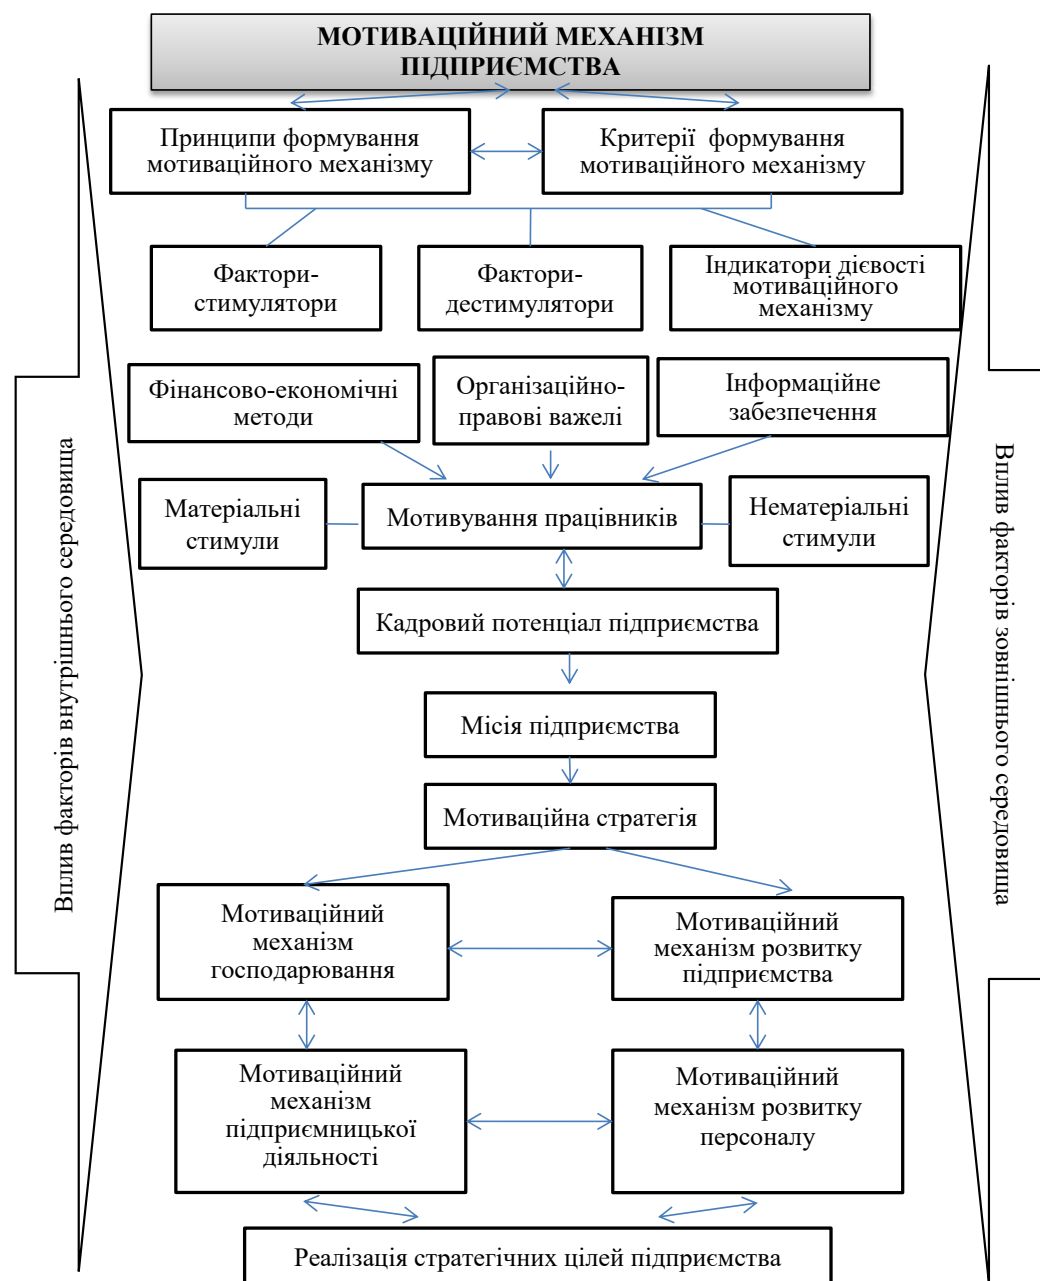 МОТИВАЦІЙНИЙ МЕХАНІЗМ
ПІДПРИЄМСТВА
Принципи формування
мотиваційного механізму
Критерії формування
мотиваційного механізму
Фактори-
стимулятори
Фактори-
дестимулятори
Індикатори дієвості
мотиваційного
механізму
Фінансово-економічні
методи
Організаційно-
правові важелі
Інформаційне
забезпечення
Матеріальні
стимули
Мотивування працівників
Нематеріальні
стимули
Кадровий потенціал підприємства
Місія підприємства
Мотиваційна стратегія
Мотиваційний
механізм
господарювання
Мотиваційний
механізм розвитку
підприємства
Мотиваційний
механізм
підприємницької
діяльності
Мотиваційний
механізм розвитку
персоналу
Реалізація стратегічних цілей підприємства
Вплив факторів внутрішнього середовища
Вплив факторів зовнішнього середовища